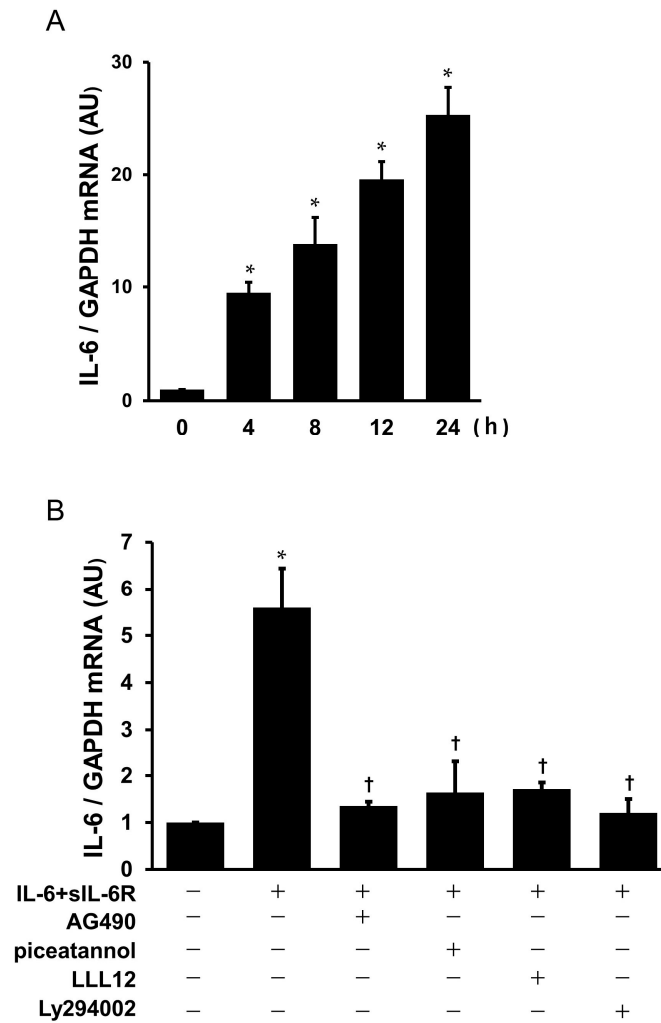 A
IL-6 / GAPDH mRNA (AU)
30
20
10
0
* * * *
0 4 8 12 24 (h)
B
IL-6 / GAPDH mRNA (AU)
7
6
5
4
3
2
1
0
* † † † †
IL-6+sIL-6R − + + + + +
AG490 − − + − − −
piceatannol − − − + − −
LLL12 − − − − + −
Ly294002 − − − − − +